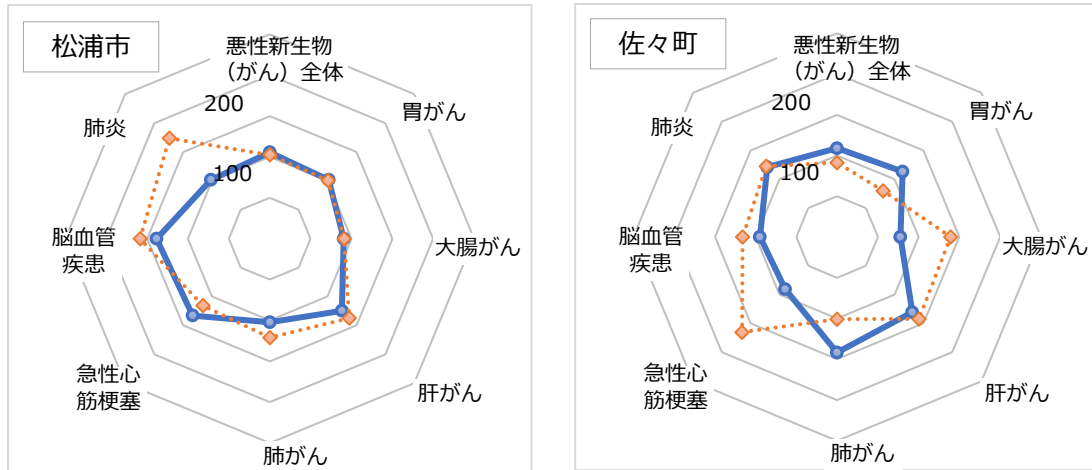 松浦市
悪性新生物
（がん）全体
胃がん
大腸がん
肝がん
肺がん
急性心
筋梗塞
脳血管
疾患
肺炎
200
100
佐々町
悪性新生物
（がん）全体
胃がん
大腸がん
肝がん
肺がん
急性心
筋梗塞
脳血管
疾患
肺炎
200
100